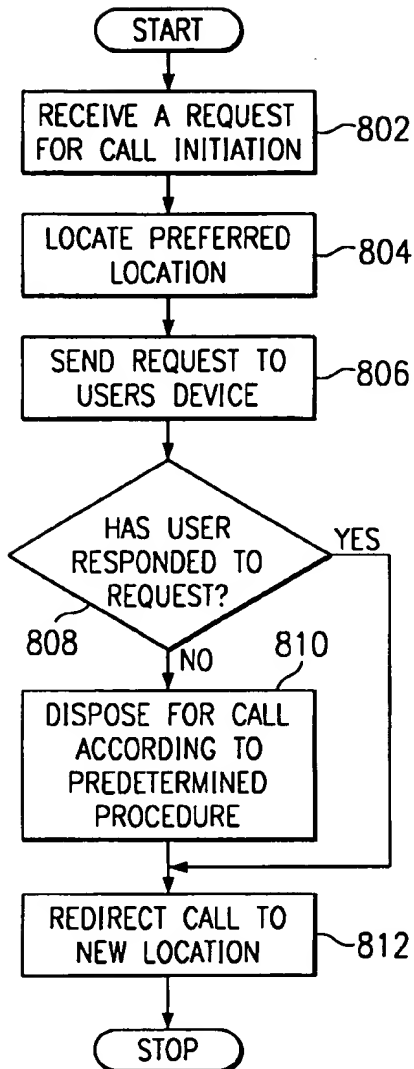 START
RECEIVE A REQUEST
FOR CALL INITIATION
802
LOCATE PREFERRED
LOCATION
804
SEND REQUEST TO
USERS DEVICE
806
HAS USER
RESPONDED TO
REQUEST?
YES
808
NO
810
DISPOSE FOR CALL
ACCORDING TO
PREDETERMINED
PROCEDURE
REDIRECT CALL TO
NEW LOCATION
812
STOP